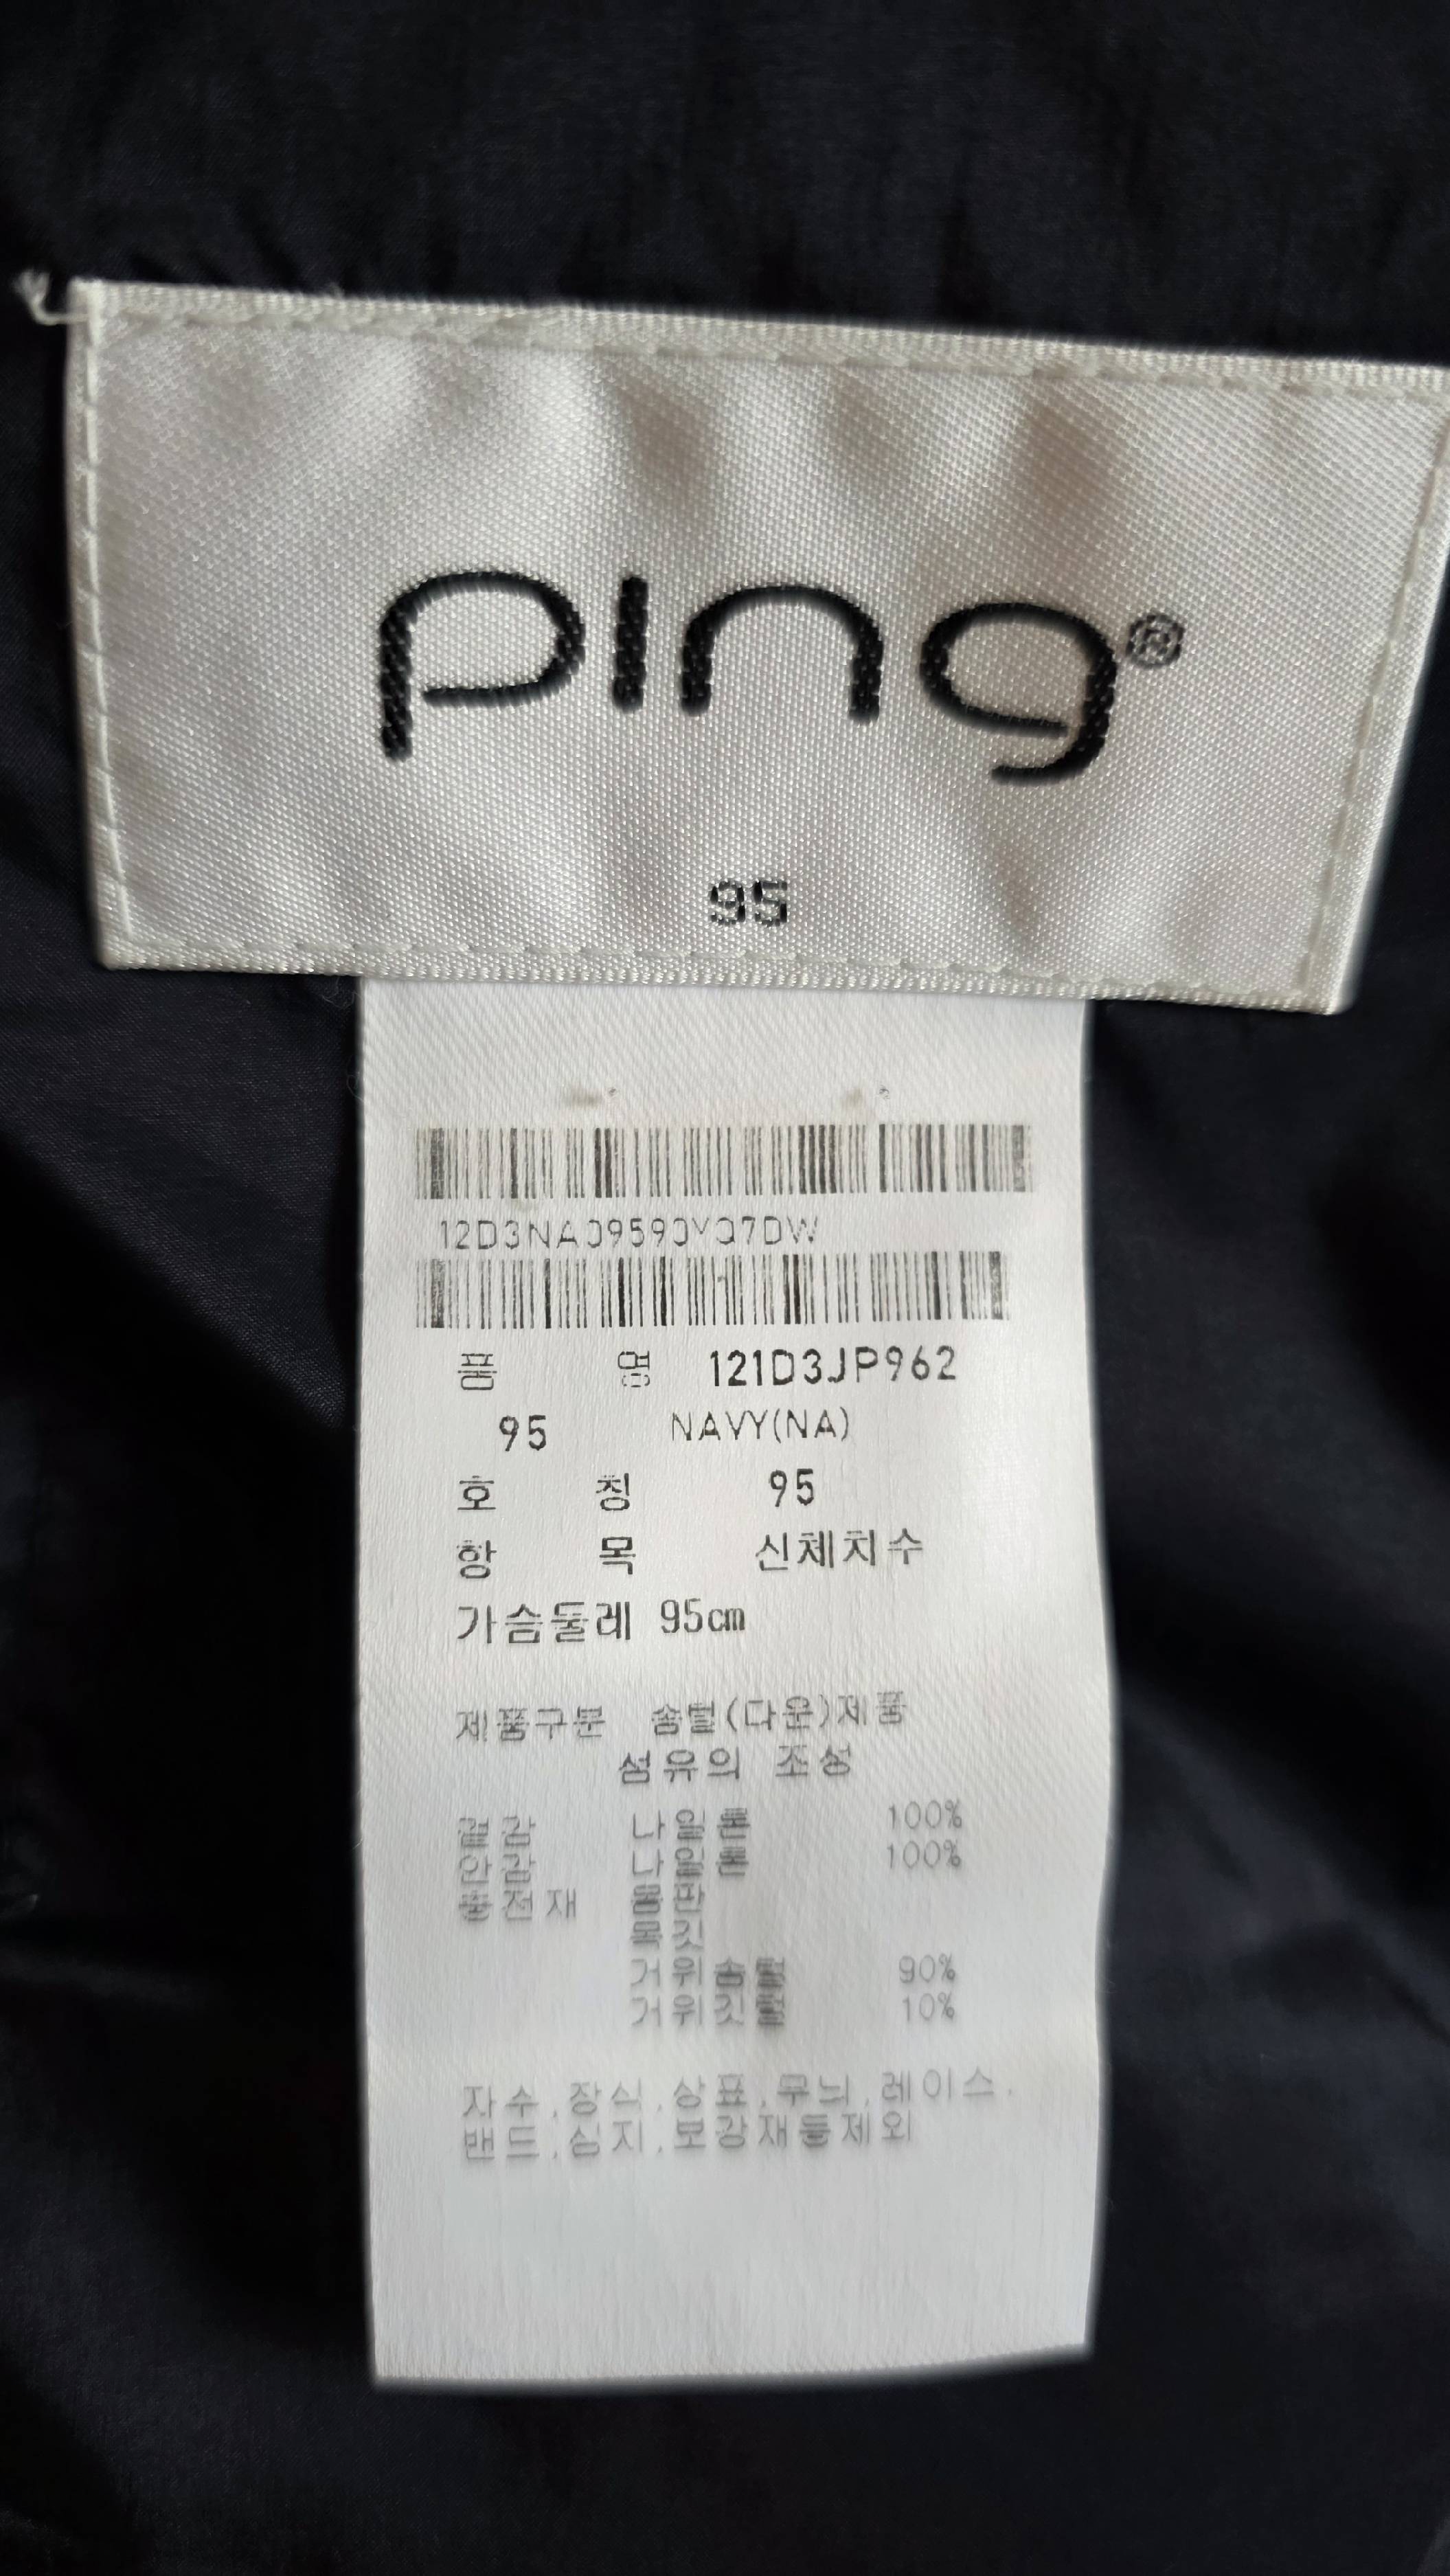 ping®
95
12D3NA09590YQ7DW
품 명 121D3JP962
95 NAVY(NA)
호 칭 95
항 목 신체치수
가슴둘레 95cm
제품구분 솜털(다운)제품
섬유의 조성
겉감 나일론 100%
안감 나일론 100%
충전재 몸판
목깃
거위솜털 90%
거위깃털 10%
자수,장식,상표,무늬,레이스,
밴드,심지,보강재들제외